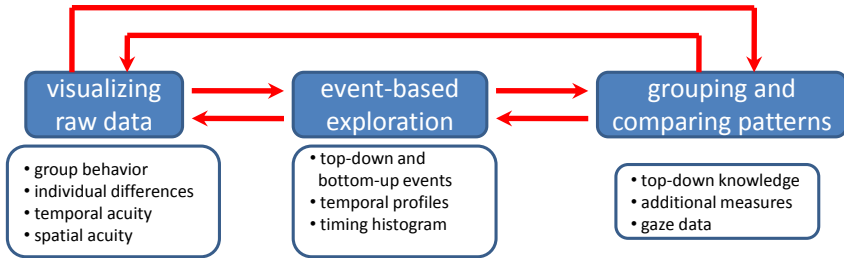 visualizing
raw data
event-based
exploration
grouping and
comparing patterns
• group behavior
• individual differences
• temporal acuity
• spatial acuity
• top-down and
bottom-up events
• temporal profiles
• timing histogram
• top-down knowledge
• additional measures
• gaze data